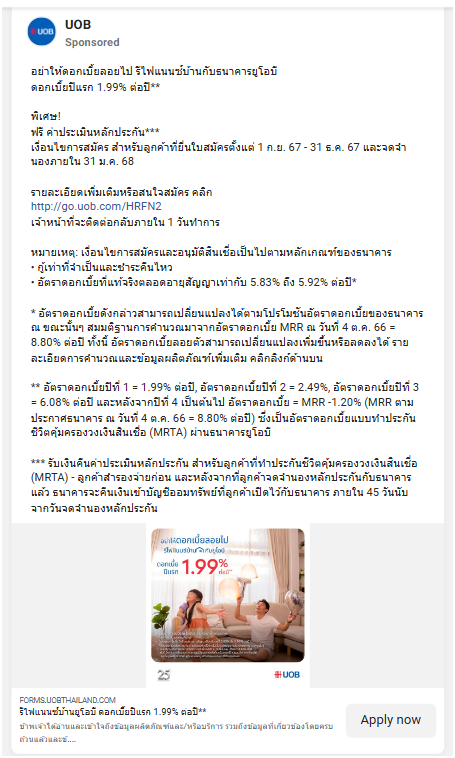 UOB
UOB
Sponsored
อย่าให้ดอกเบี้ยลอยไป รีไฟแนนซ์บ้านกับธนาคารยูโอบี
ดอกเบี้ยปีแรก 1.99% ต่อปี**
พิเศษ!
ฟรี ค่าประเมินหลักประกัน***
เงื่อนไขการสมัคร สำหรับลูกค้าที่ยื่นใบสมัครตั้งแต่ 1 ก.ย. 67 - 31 ธ.ค. 67 และจดจำ
นองภายใน 31 ม.ค. 68
รายละเอียดเพิ่มเติมหรือสนใจสมัคร คลิก
http://go.uob.com/HRFN2
เจ้าหน้าที่จะติดต่อกลับภายใน 1 วันทำการ
หมายเหตุ: เงื่อนไขการสมัครและอนุมัติสินเชื่อเป็นไปตามหลักเกณฑ์ของธนาคาร
• กู้เท่าที่จำเป็นและชำระคืนไหว
• อัตราดอกเบี้ยที่แท้จริงตลอดอายุสัญญาเท่ากับ 5.83% ถึง 5.92% ต่อปี*
* อัตราดอกเบี้ยดังกล่าวสามารถเปลี่ยนแปลงได้ตามโปรโมชันอัตราดอกเบี้ยของธนาคาร
ณ ขณะนั้นๆ สมมติฐานการคำนวณมาจากอัตราดอกเบี้ย MRR ณ วันที่ 4 ต.ค. 66 =
8.80% ต่อปี ทั้งนี้ อัตราดอกเบี้ยลอยตัวสามารถเปลี่ยนแปลงเพิ่มขึ้นหรือลดลงได้ ราย
ละเอียดการคำนวณและข้อมูลผลิตภัณฑ์เพิ่มเติม คลิกลิงก์ด้านบน
** อัตราดอกเบี้ยปีที่ 1 = 1.99% ต่อปี, อัตราดอกเบี้ยปีที่ 2 = 2.49%, อัตราดอกเบี้ยปีที่ 3
= 6.08% ต่อปี และหลังจากปีที่ 4 เป็นต้นไป อัตราดอกเบี้ย = MRR -1.20% (MRR ตาม
ประกาศธนาคาร ณ วันที่ 4 ต.ค. 66 = 8.80% ต่อปี) ซึ่งเป็นอัตราดอกเบี้ยแบบทำประกัน
ชีวิตคุ้มครองวงเงินสินเชื่อ (MRTA) ผ่านธนาคารยูโอบี
*** รับเงินคืนค่าประเมินหลักประกัน สำหรับลูกค้าที่ทำประกันชีวิตคุ้มครองวงเงินสินเชื่อ
(MRTA) - ลูกค้าสำรองจ่ายก่อน และหลังจากที่ลูกค้าจดจำนองหลักประกันกับธนาคาร
แล้ว ธนาคารจะคืนเงินเข้าบัญชีออมทรัพย์ที่ลูกค้าเปิดไว้กับธนาคาร ภายใน 45 วันนับ
จากวันจดจำนองหลักประกัน
อย่าให้ดอกเบี้ยลอยไป
รีไฟแนนซ์บ้านกับยูโอบี
ดอกเบี้ย
ปีแรก 1.99% ต่อปี**
25
UOB
FORMS.UOBTHAILAND.COM
รีไฟแนนซ์บ้านยูโอบี ดอกเบี้ยปีแรก 1.99% ต่อปี**
ข้าพเจ้าได้อ่านและเข้าใจถึงข้อมูลผลิตภัณฑ์และ/หรือบริการ รวมถึงข้อมูลที่เกี่ยวข้องโดยครบ
ถ้วนแล้วและข้....
Apply now